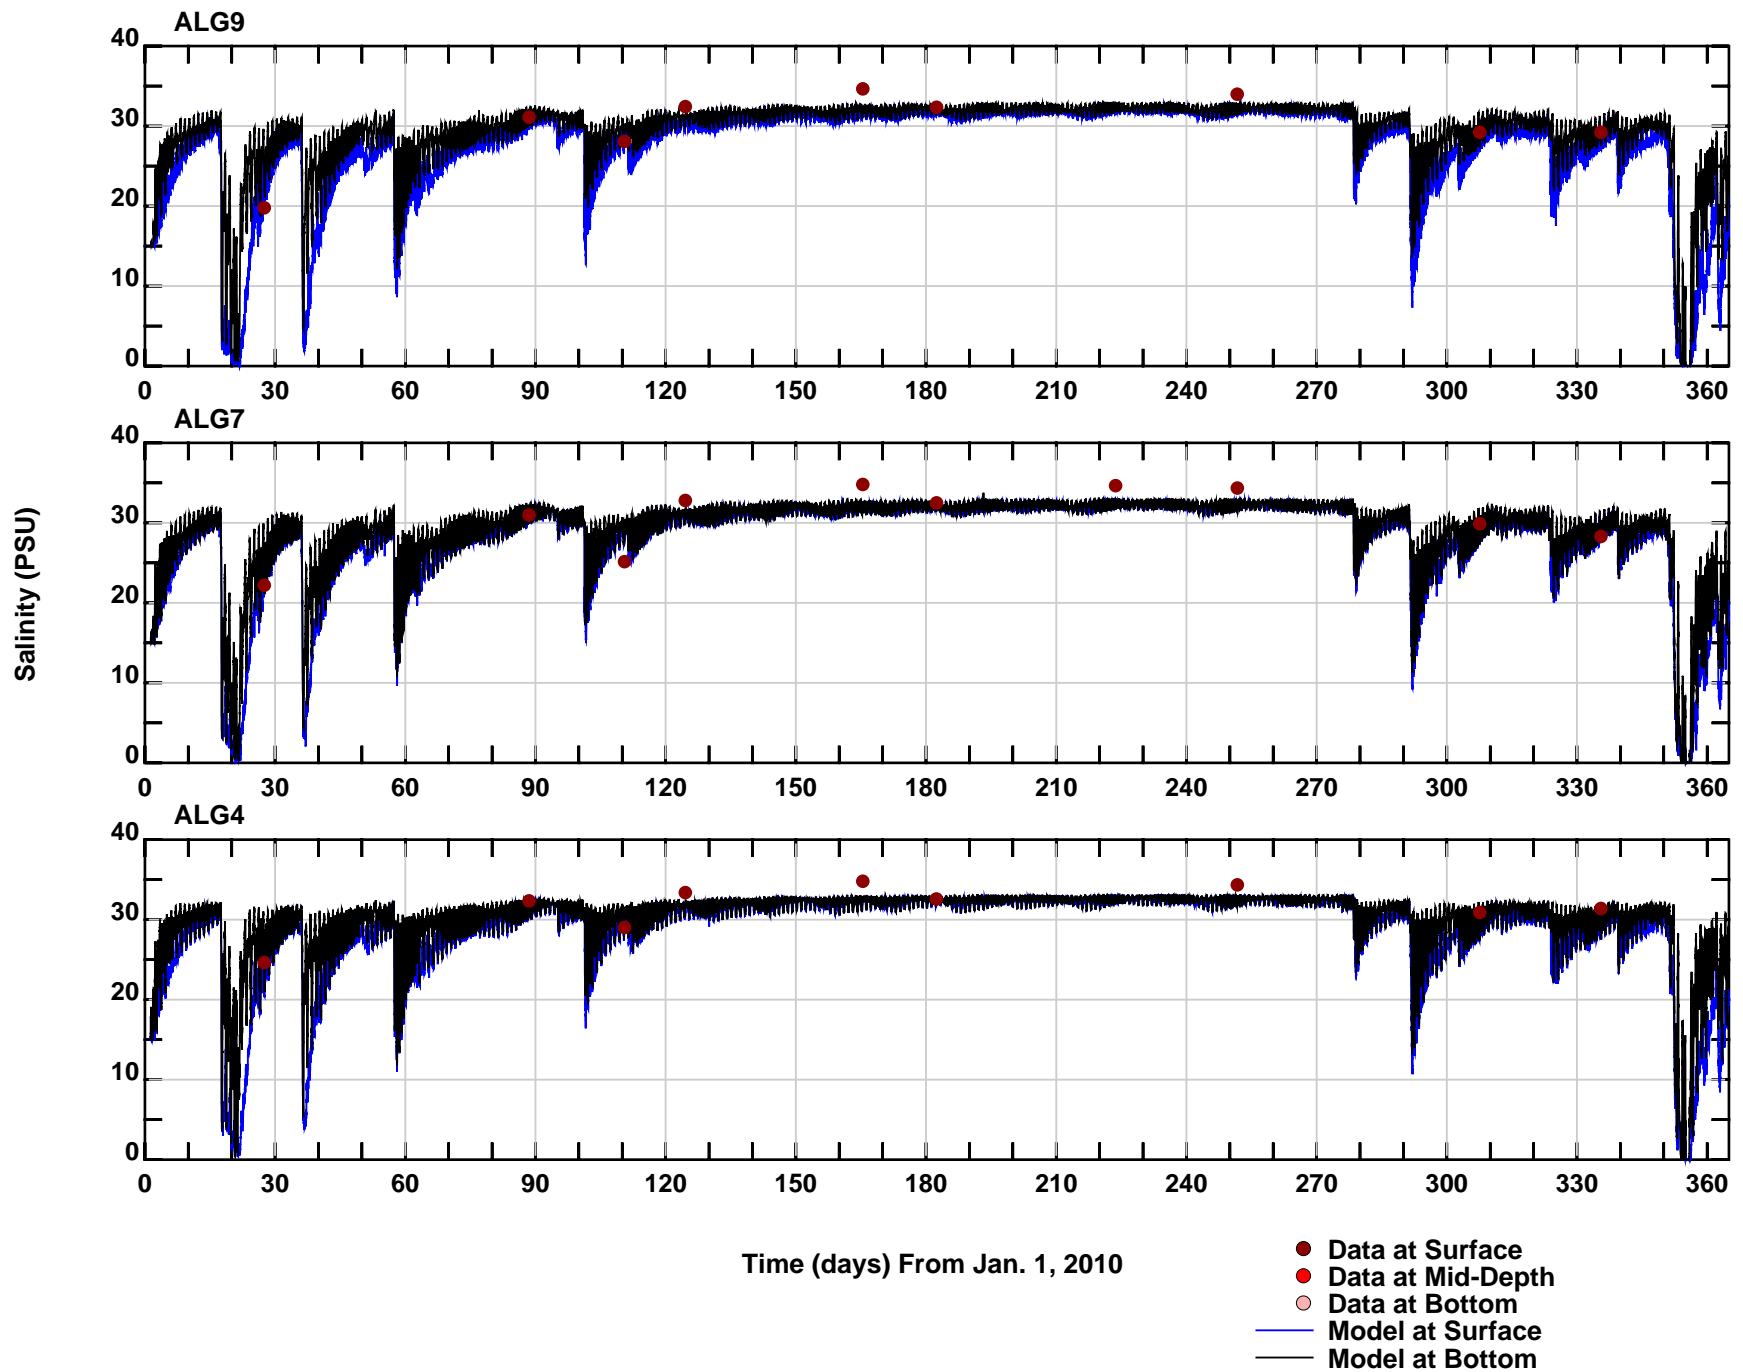 ALG9
40
30
20
10
0
0 30 60 90 120 150 180 210 240 270 300 330 360
ALG7
40
30
20
10
0
0 30 60 90 120 150 180 210 240 270 300 330 360
Salinity (PSU)
ALG4
40
30
20
10
0
0 30 60 90 120 150 180 210 240 270 300 330 360
Time (days) From Jan. 1, 2010
Data at Surface
Data at Mid-Depth
Data at Bottom
Model at Surface
Model at Bottom